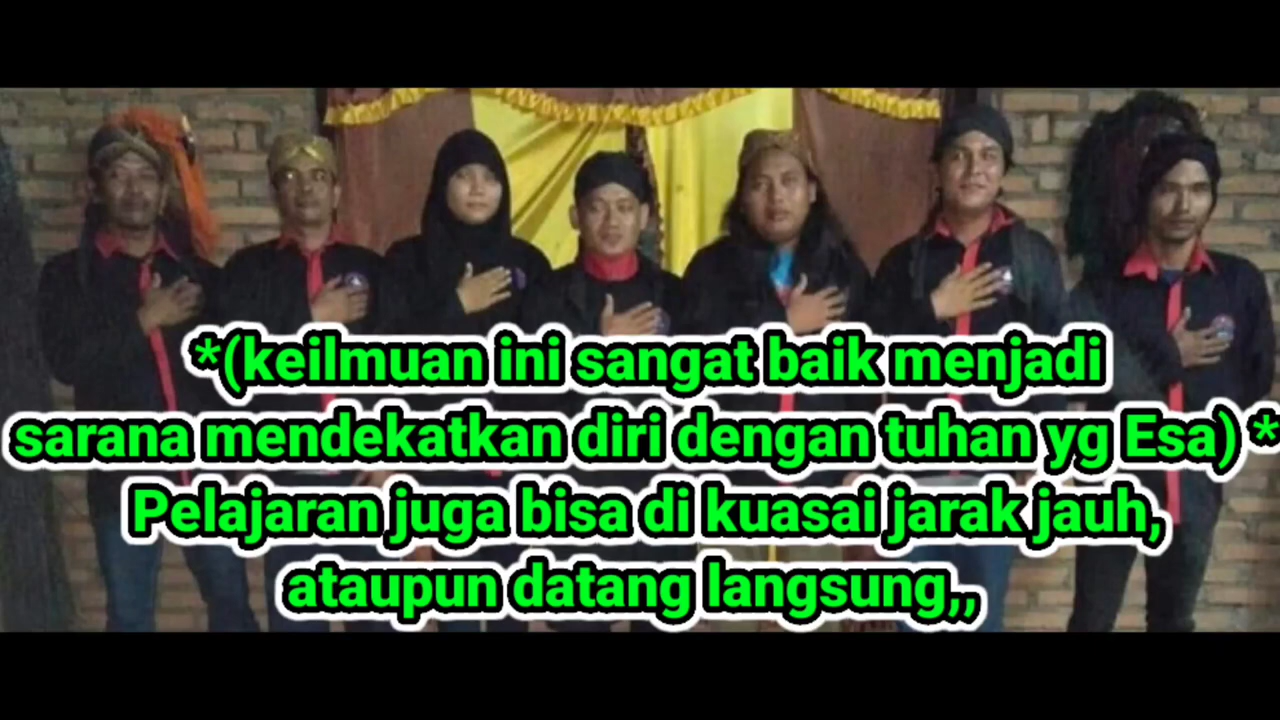 *(keilmuan ini sangat baik menjadi
sarana mendekatkan diri dengan tuhan yg Esa) *
Pelajaran juga bisa di kuasai jarak jauh,
ataupun datang langsung,,